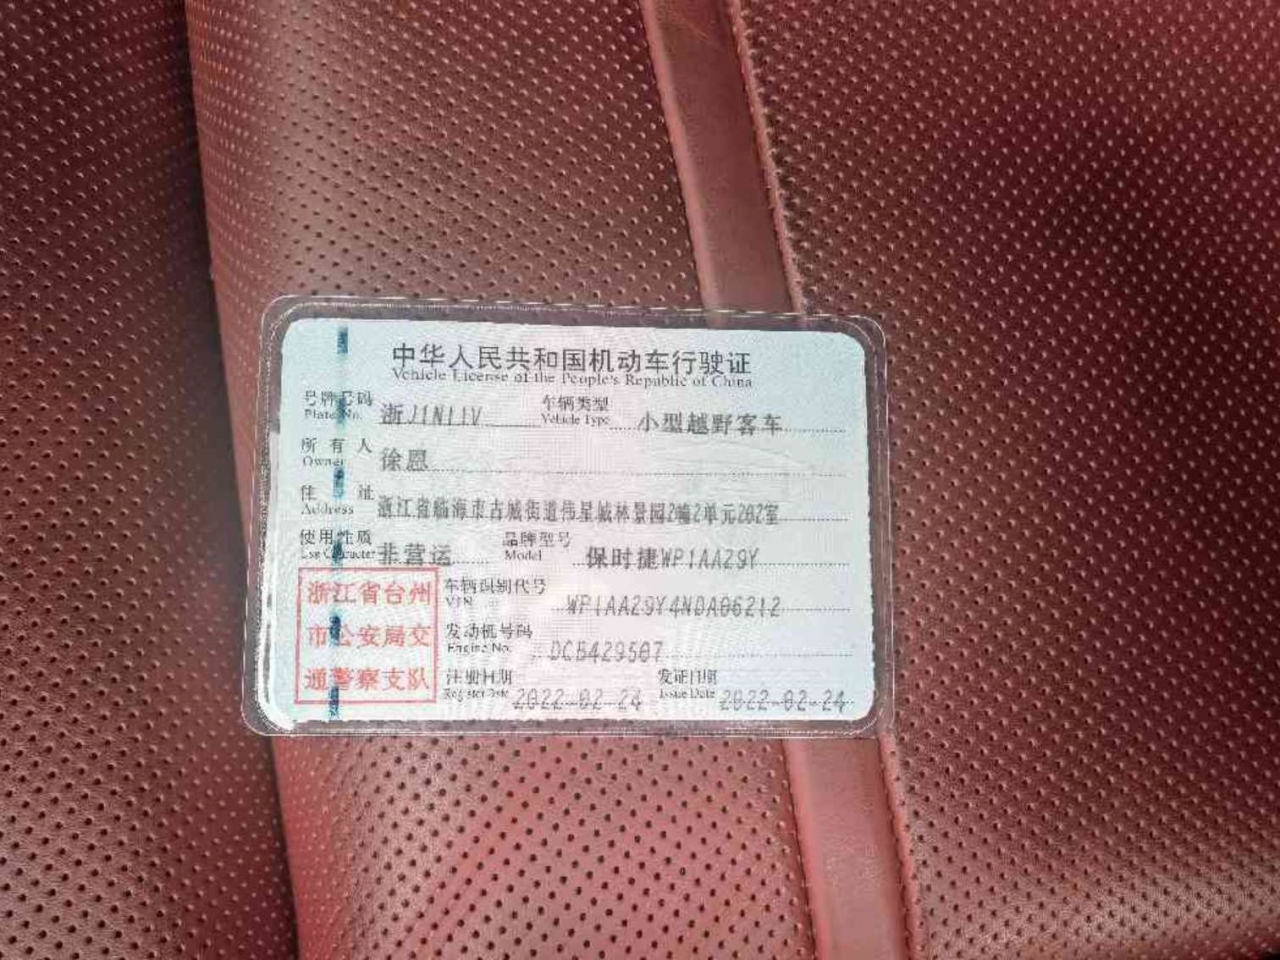 中华人民共和国机动车行驶证
Vehicle License of the People's Republic of China
号牌号码 浙J1N11V 车辆类型 小型越野客车
Plate No. Vehicle Type
所有人 徐恩
Owner
住址 浙江省临海市古城街道伟星城林景园2幢2单元202室
Address
使用性质 非营运 品牌型号 保时捷WP1AA29Y
Use Character Model
浙江省台州
市公安局交
通警察支队
车辆识别代号 WP1AA29Y4NDA06212
VIN
发动机号码 DCB429507
Engine No.
注册日期 2022-02-24 发证日期 2022-02-24
Register Date Issue Date